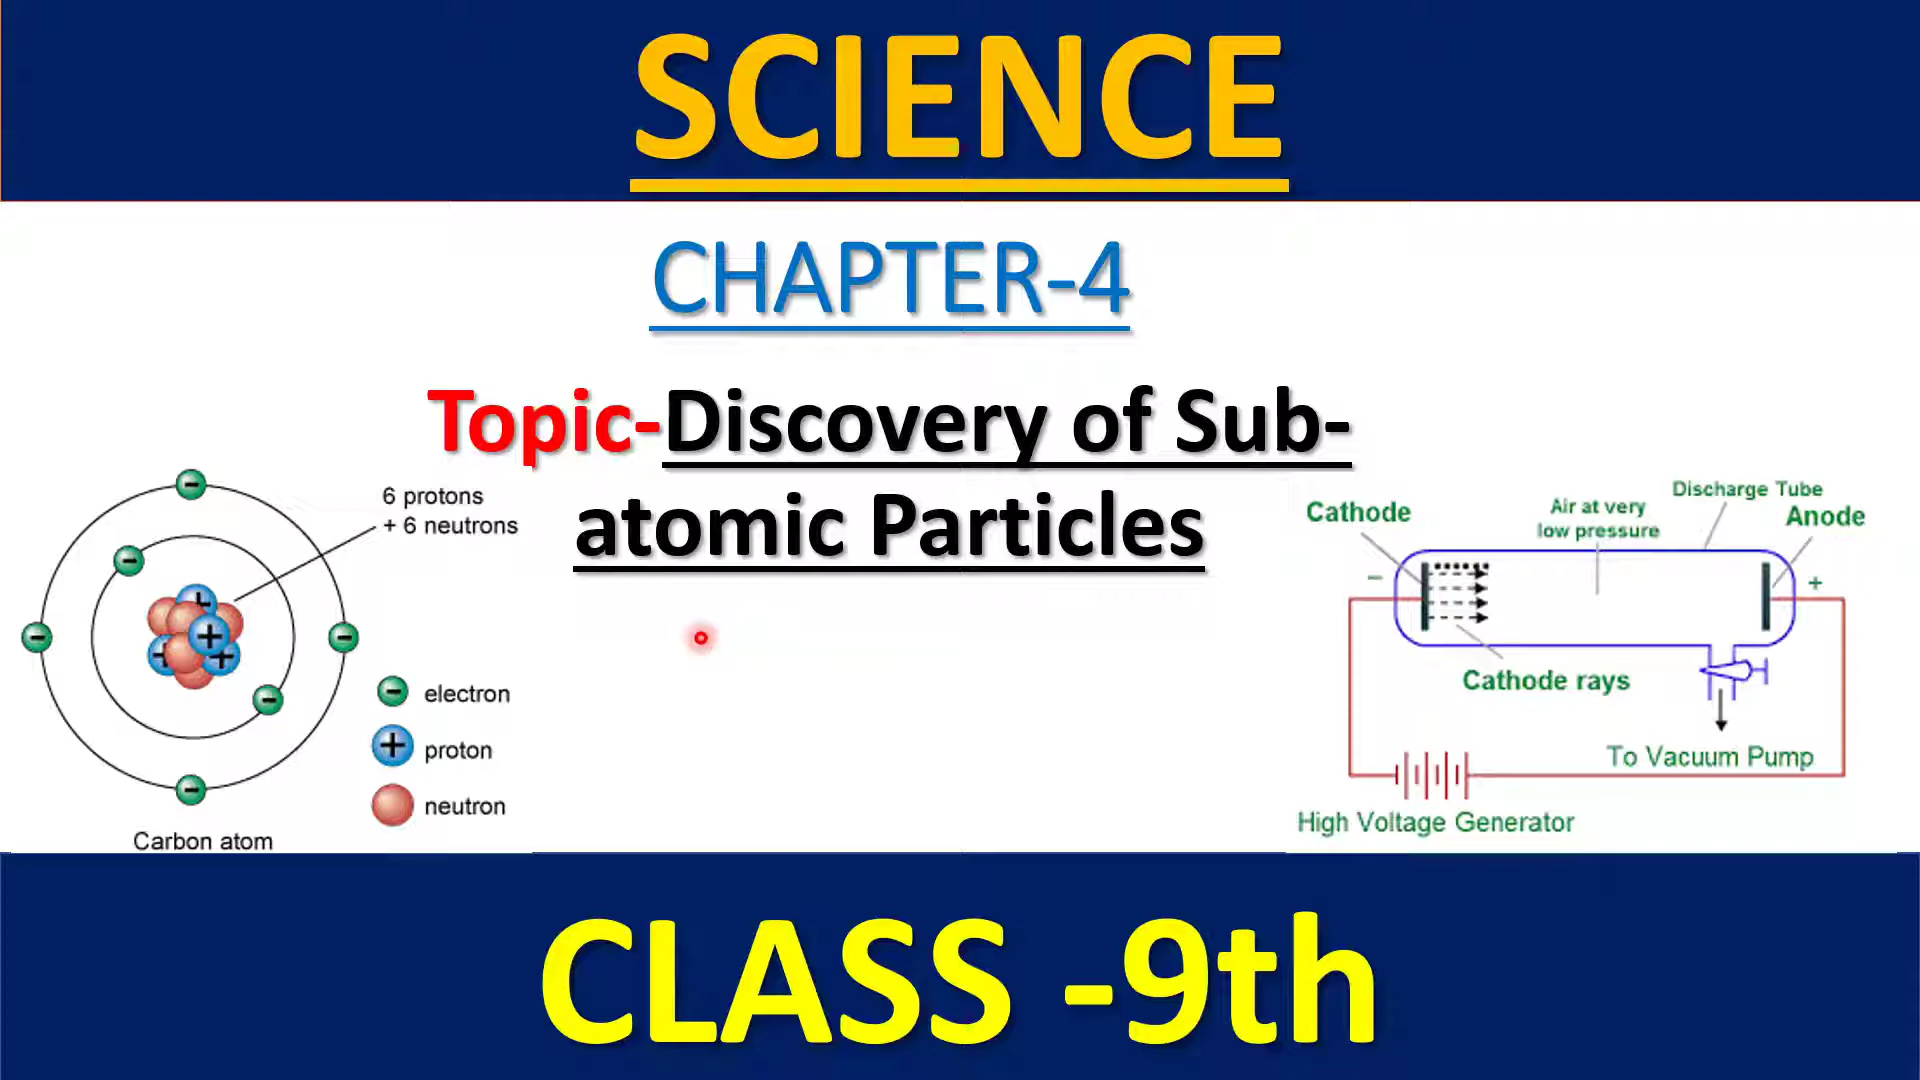 SCIENCE
CHAPTER-4
Topic-Discovery of Sub-
atomic Particles
6 protons
+ 6 neutrons
electron
proton
neutron
Carbon atom
Discharge Tube
Cathode
Air at very
low pressure
Anode
Cathode rays
To Vacuum Pump
High Voltage Generator
CLASS -9th